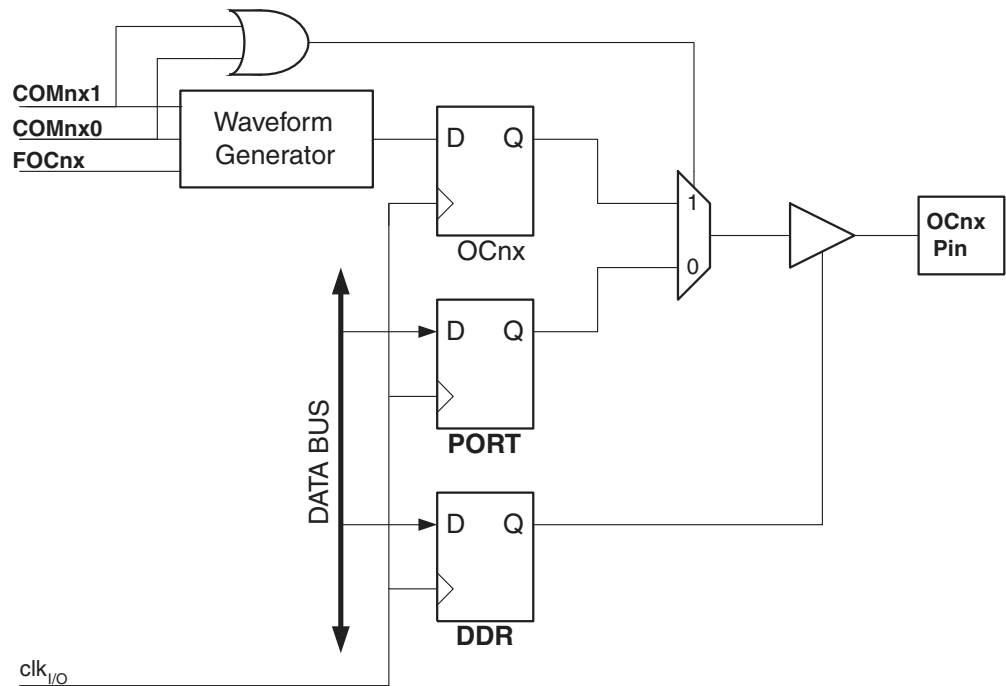 COMnx1
COMnx0
FOCnx
Waveform
Generator
D Q
OCnx
1
0
OCnx
Pin
D Q
PORT
DATA BUS
D Q
DDR
clkI/O